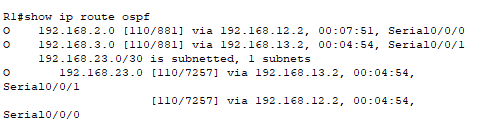 R1#show ip route ospf
O    192.168.2.0 [110/881] via 192.168.12.2, 00:07:51, Serial0/0/0
O    192.168.3.0 [110/881] via 192.168.13.2, 00:04:54, Serial0/0/1
     192.168.23.0/30 is subnetted, 1 subnets
O       192.168.23.0 [110/7257] via 192.168.13.2, 00:04:54,
Serial0/0/1
                     [110/7257] via 192.168.12.2, 00:04:54,
Serial0/0/0